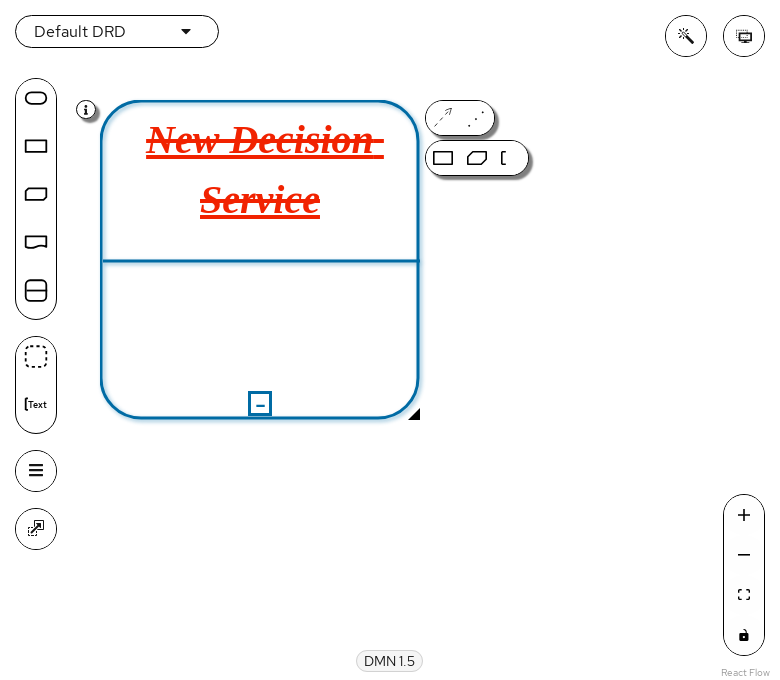 Default DRD
New Decision
Service
Text
DMN 1.5
React Flow